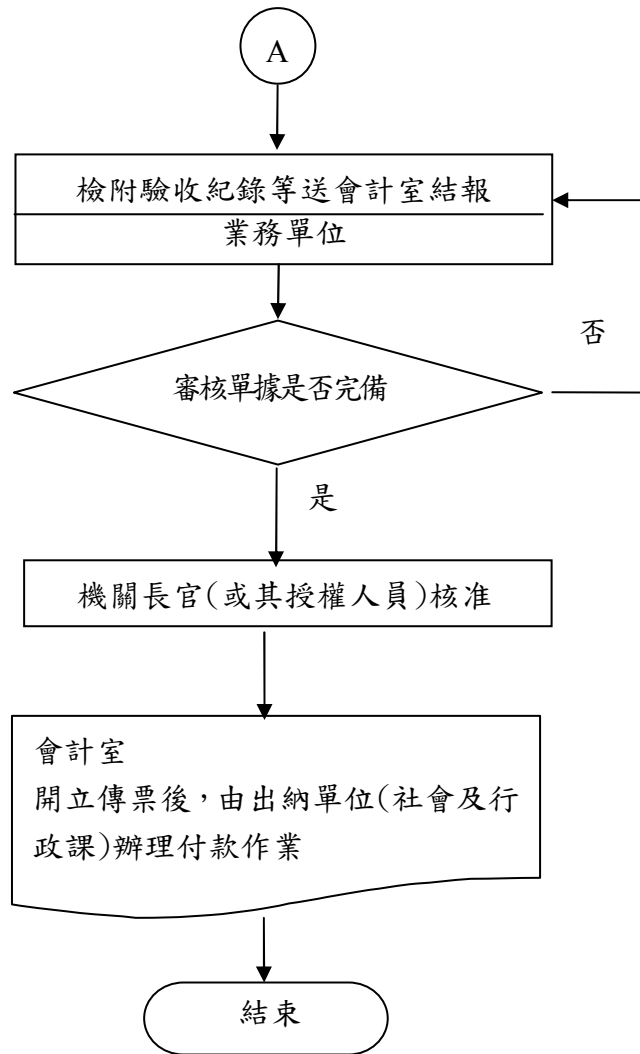 A
檢附驗收紀錄等送會計室結報
業務單位
否
審核單據是否完備
是
機關長官(或其授權人員)核准
會計室
開立傳票後，由出納單位(社會及行
政課)辦理付款作業
結束